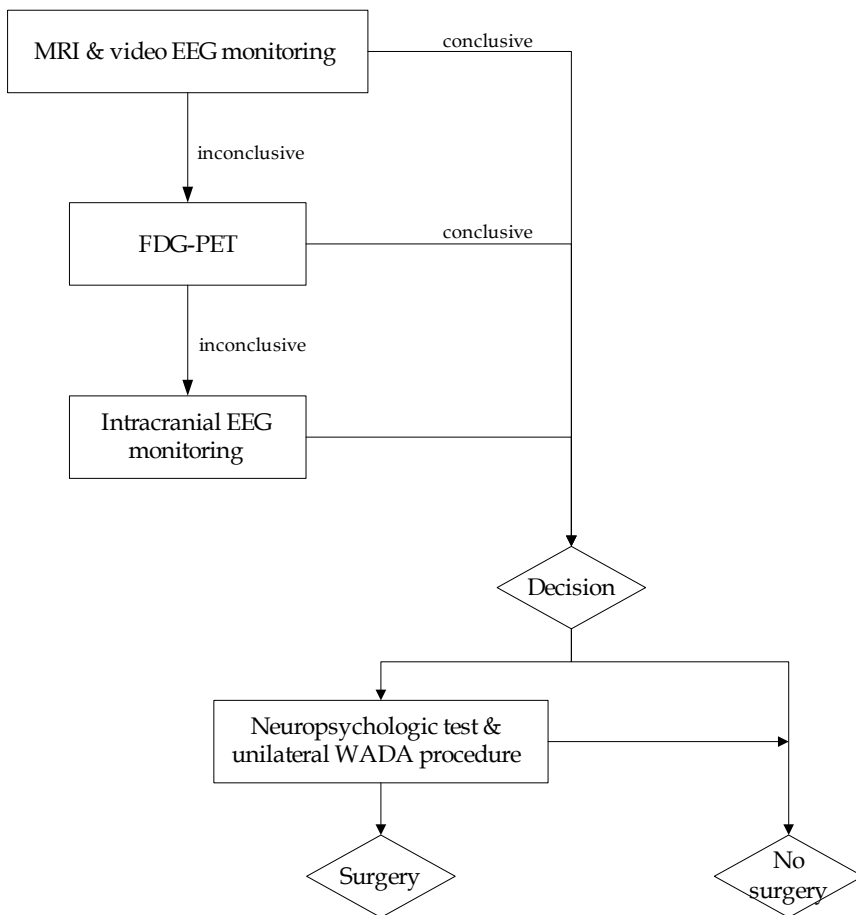 MRI & video EEG monitoring
conclusive
inconclusive
FDG-PET
conclusive
inconclusive
Intracranial EEG
monitoring
Decision
Neuropsychologic test &
unilateral WADA procedure
Surgery
No
surgery